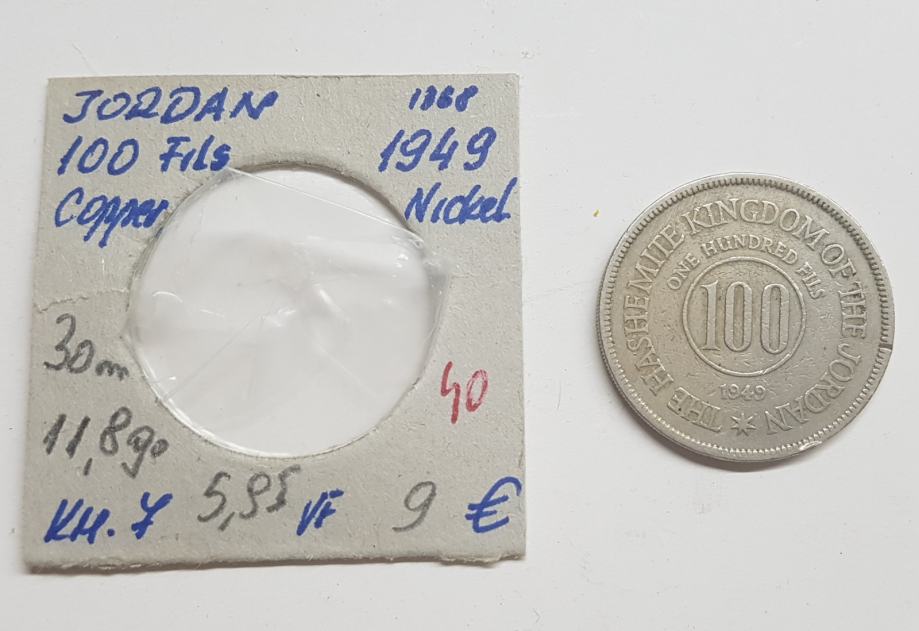 JORDAN 1368
100 Fils 1949
Copper Nickel
30m
40
11,8g
KM. 7 5,95 VF 9 €
THE HASHEMITE KINGDOM OF THE JORDAN
ONE HUNDRED FILS
100
1949